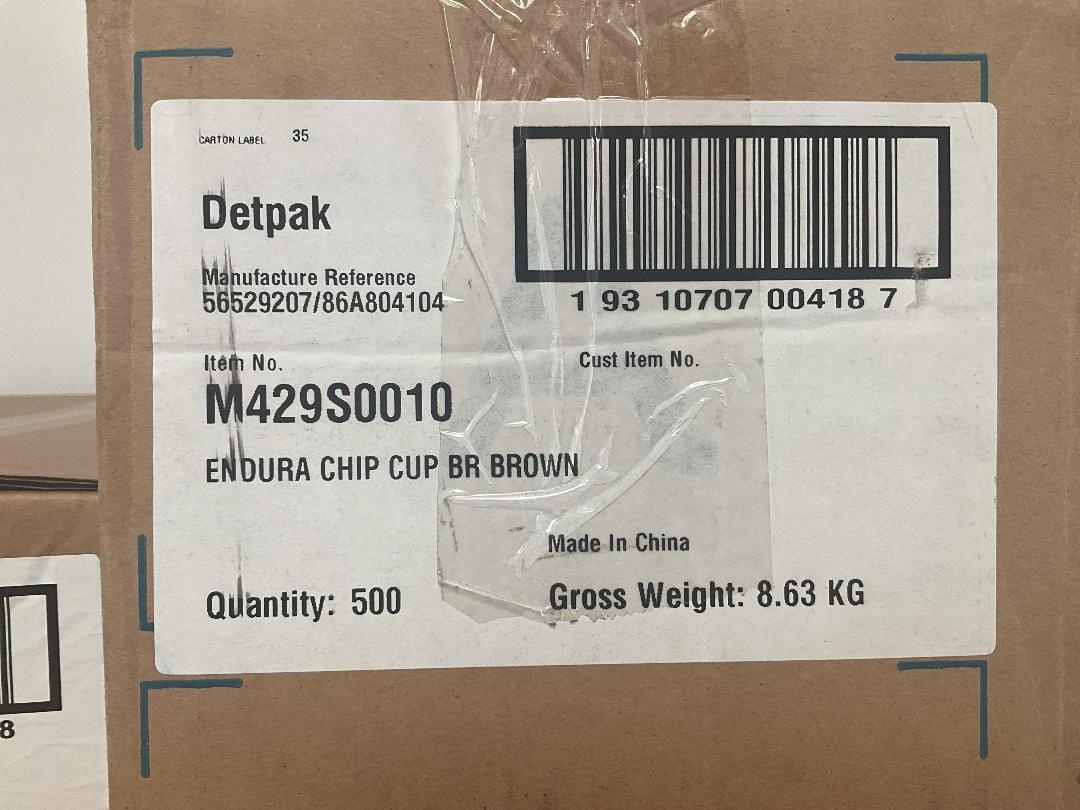 CARTON LABEL 35
Detpak
Manufacture Reference
56529207/86A804104
1 93 10707 00418 7
Item No.
Cust Item No.
M429S0010
ENDURA CHIP CUP BR BROWN
Made In China
Quantity: 500
Gross Weight: 8.63 KG
8